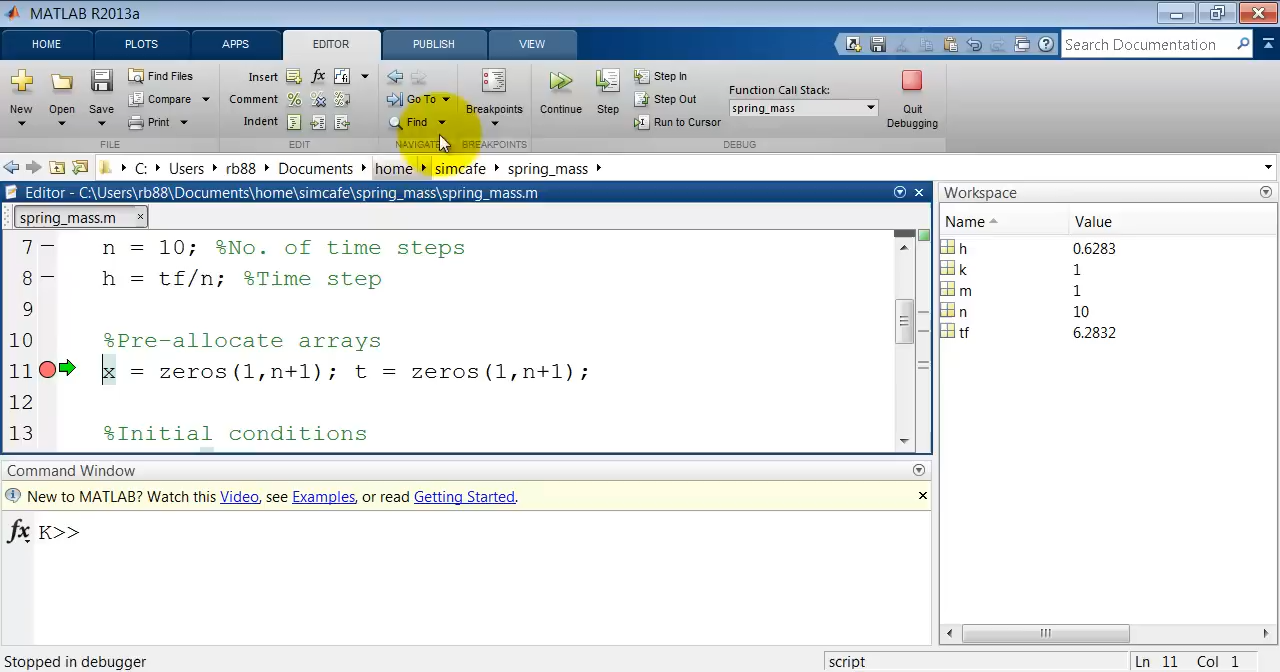 MATLAB R2013a
HOME PLOTS APPS EDITOR PUBLISH VIEW Search Documentation
New Open Save Find Files Compare Print
FILE
Insert Comment Indent
EDIT
Go To Find
NAVIGATE
Breakpoints
BREAKPOINTS
Continue Step Step In Step Out Run to Cursor
Function Call Stack:
spring_mass
Quit Debugging
DEBUG
C: Users rb88 Documents home simcafe spring_mass
Editor - C:\Users\rb88\Documents\home\simcafe\spring_mass\spring_mass.m
spring_mass.m
7 n = 10; %No. of time steps
8 h = tf/n; %Time step
9
10 %Pre-allocate arrays
11 x = zeros(1,n+1); t = zeros(1,n+1);
12
13 %Initial conditions
Workspace
Name Value
h 0.6283
k 1
m 1
n 10
tf 6.2832
Command Window
New to MATLAB? Watch this Video, see Examples, or read Getting Started.
fx K>>
Stopped in debugger script Ln 11 Col 1